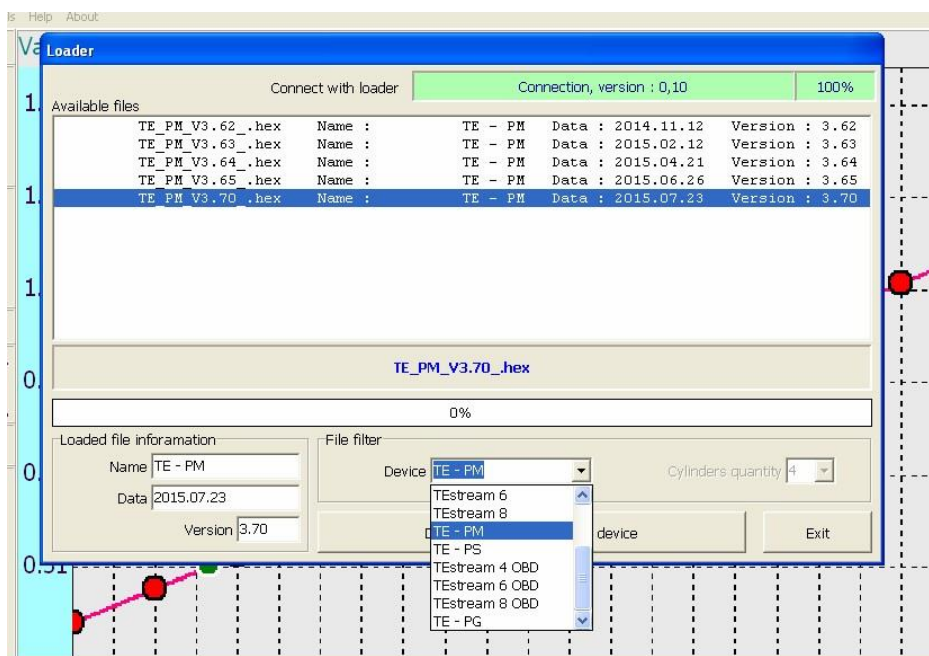 Help About
Loader
Connect with loader Connection, version : 0,10 100%
Available files
TE_PM_V3.62_.hex Name : TE - PM Data : 2014.11.12 Version : 3.62
TE_PM_V3.63_.hex Name : TE - PM Data : 2015.02.12 Version : 3.63
TE_PM_V3.64_.hex Name : TE - PM Data : 2015.04.21 Version : 3.64
TE_PM_V3.65_.hex Name : TE - PM Data : 2015.06.26 Version : 3.65
TE_PM_V3.70_.hex Name : TE - PM Data : 2015.07.23 Version : 3.70
TE_PM_V3.70_.hex
0%
Loaded file inforamation
Name TE - PM
Data 2015.07.23
Version 3.70
File filter
Device TE - PM
Cylinders quantity 4
TEstream 6
TEstream 8
TE - PM
TE - PS
TEstream 4 OBD
TEstream 6 OBD
TEstream 8 OBD
TE - PG
device
Exit